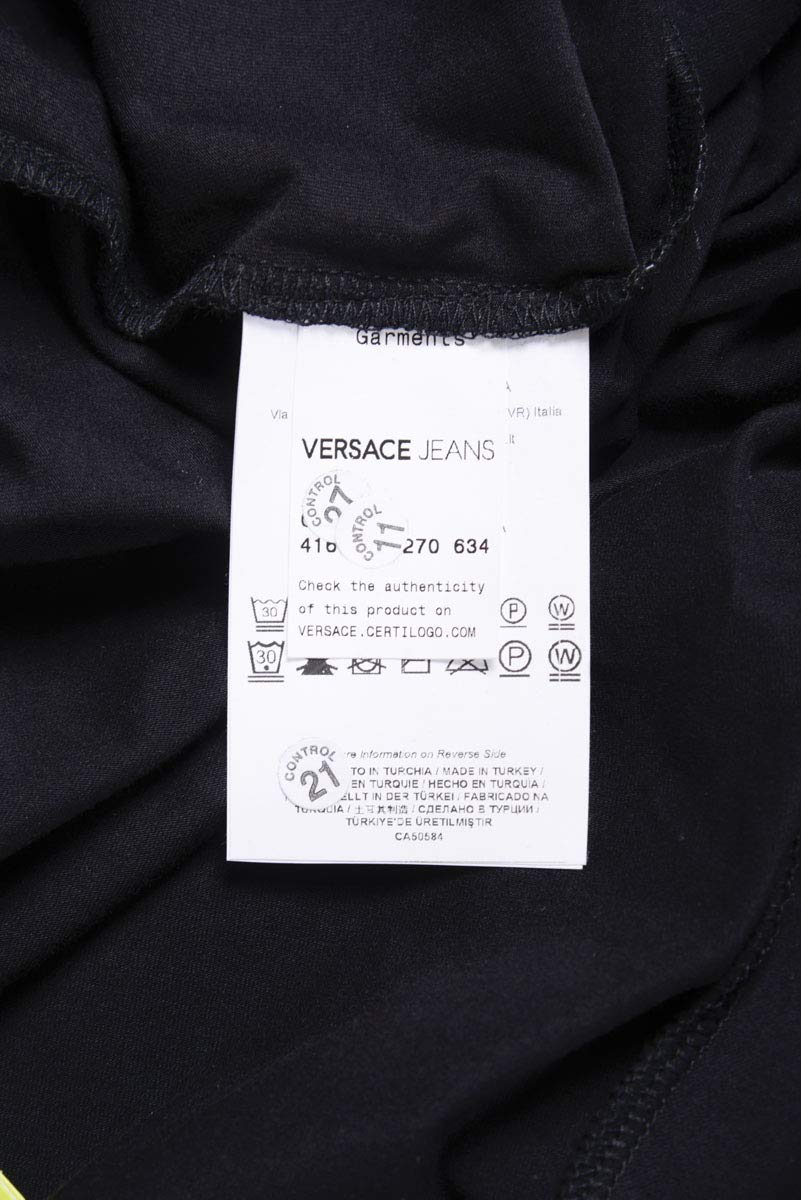 Garments
Via VR) Italia
VERSACE JEANS
CONTROL
27
CONTROL
11
416 270 634
Check the authenticity
of this product on
VERSACE.CERTILOGO.COM
30 P W
30 P W
CONTROL
21
Information on Reverse Side
TO IN TURCHIA / MADE IN TURKEY /
EN TURQUIE / HECHO EN TURQUIA /
ELLT IN DER TÜRKEI / FABRICADO NA
TURQUIA / 土耳其制造 / СДЕЛАНО В ТУРЦИИ /
TÜRKIYE'DE ÜRETILMIŞTIR
CA50584